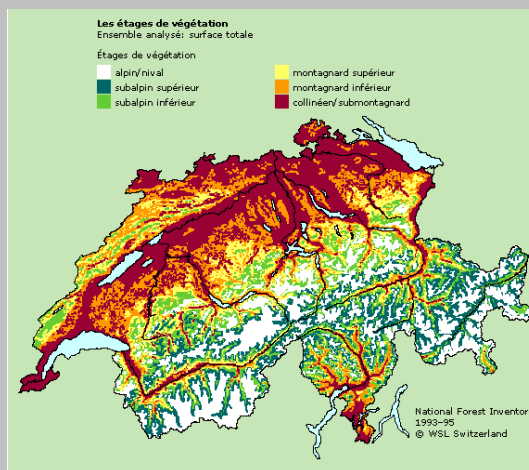 Les étages de végétation
Ensemble analysé: surface totale
Étages de végétation
alpin/nival
subalpin supérieur
subalpin inférieur
montagnard supérieur
montagnard inférieur
collinéen/submontagnard
National Forest Inventor
1993-95
© WSL Switzerland